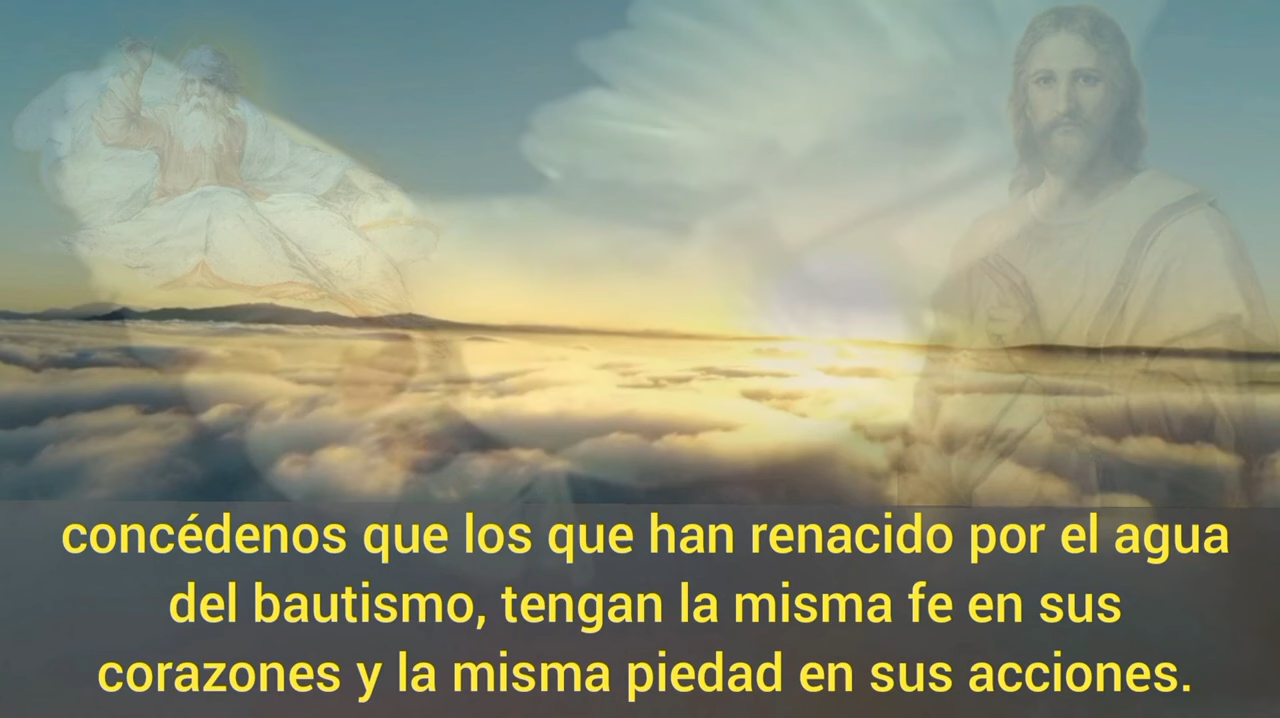 concédenos que los que han renacido por el agua
del bautismo, tengan la misma fe en sus
corazones y la misma piedad en sus acciones.